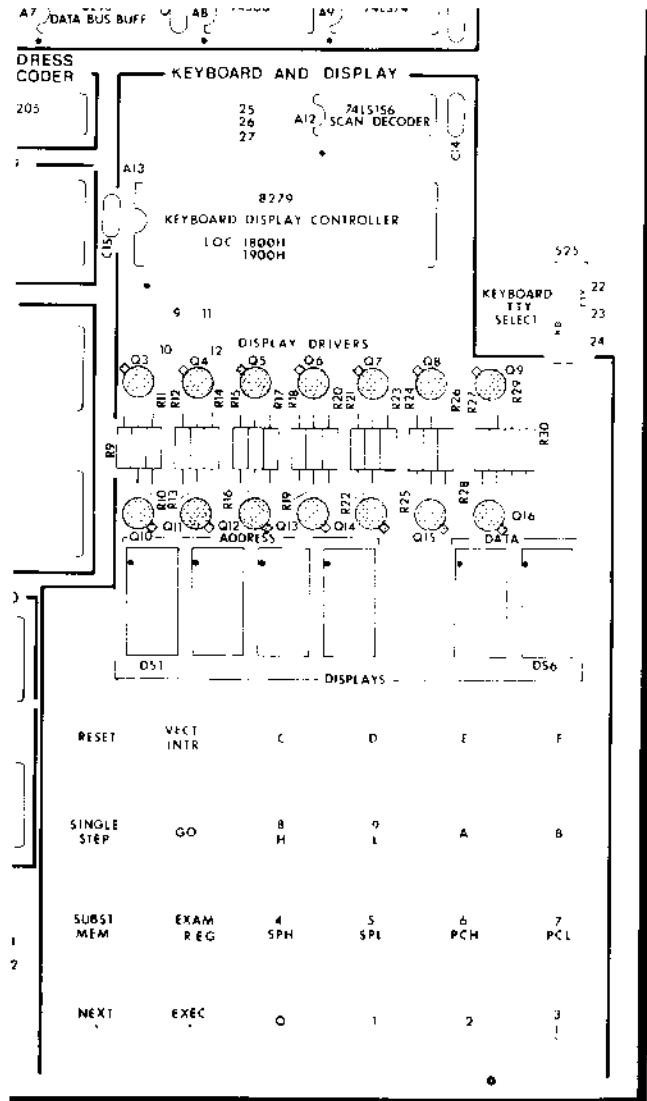 A7
DATA BUS BUFF
A8
A9
DRESS
CODER
KEYBOARD AND DISPLAY
205
25
26
27
A12
74LS156
SCAN DECODER
C14
A13
8279
KEYBOARD DISPLAY CONTROLLER
LOC 1800H
1900H
C15
S25
KEYBOARD
TTY
SELECT
TTY
KB
22
23
24
9 11
10 12
DISPLAY DRIVERS
Q3 Q4 Q5 Q6 Q7 Q8 Q9
R11 R12 R14 R15 R17 R18 R20 R21 R23 R24 R26 R27 R29
R9 R30
R10 R13 R16 R19 R22 R25 R28
Q10 Q11 Q12 Q13 Q14 Q15 Q16
ADDRESS DATA
DS1 DS6
DISPLAYS
RESET VECT INTR C D E F
SINGLE STEP GO 8 H 9 L A B
SUBST MEM EXAM REG 4 SPH 5 SPL 6 PCH 7 PCL
1
2
NEXT EXEC 0 1 2 3